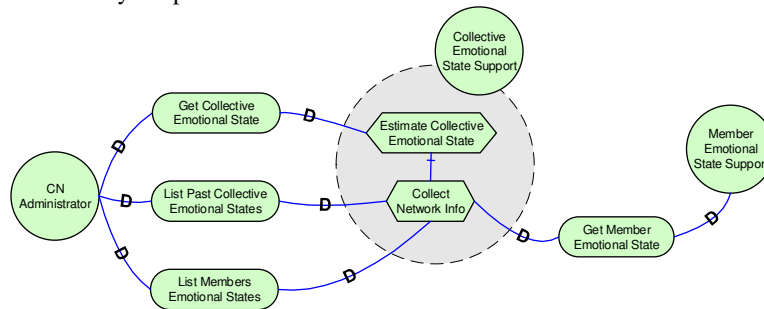 Collective
Emotional
State Support
Get Collective
Emotional State
D
Estimate Collective
Emotional State
D
Member
Emotional
State Support
CN
Administrator
D
List Past Collective
Emotional States
D
Collect
Network Info
D
Get Member
Emotional State
D
D
List Members
Emotional States
D